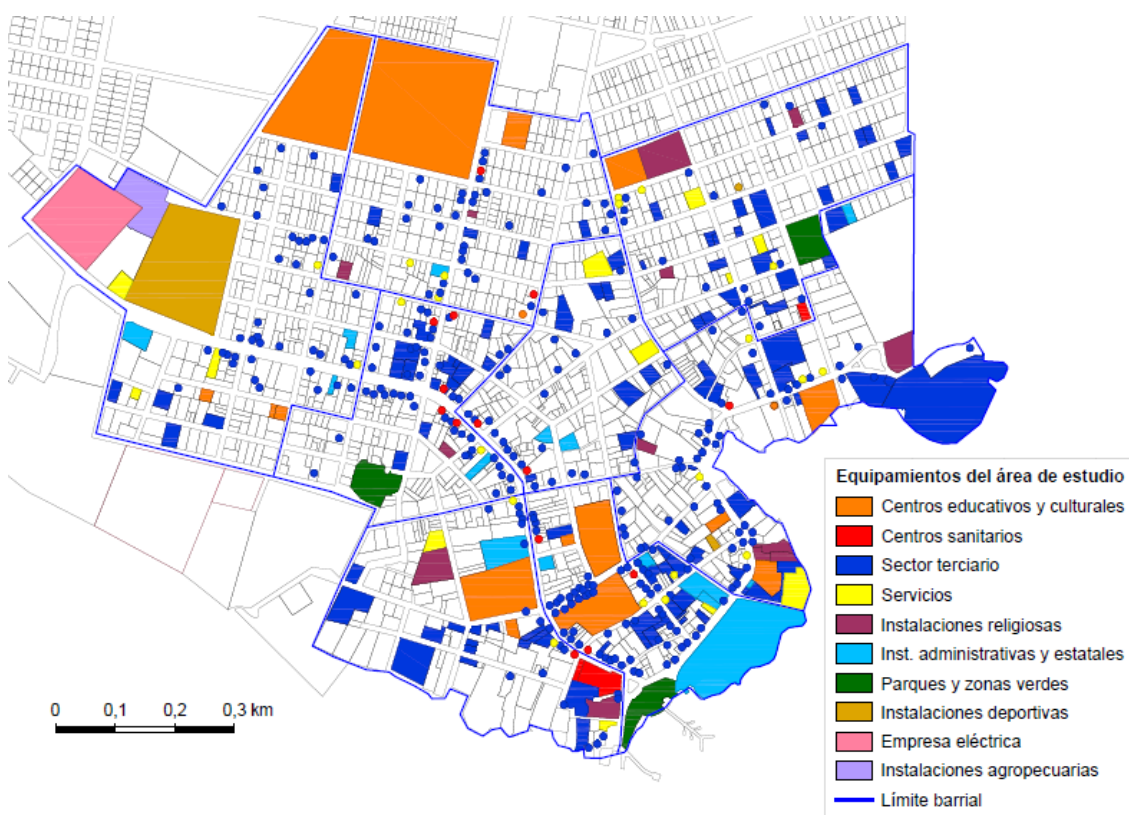 Equipamientos del área de estudio
Centros educativos y culturales
Centros sanitarios
Sector terciario
Servicios
Instalaciones religiosas
Inst. administrativas y estatales
Parques y zonas verdes
Instalaciones deportivas
Empresa eléctrica
Instalaciones agropecuarias
Límite barrial
0 0,1 0,2 0,3 km